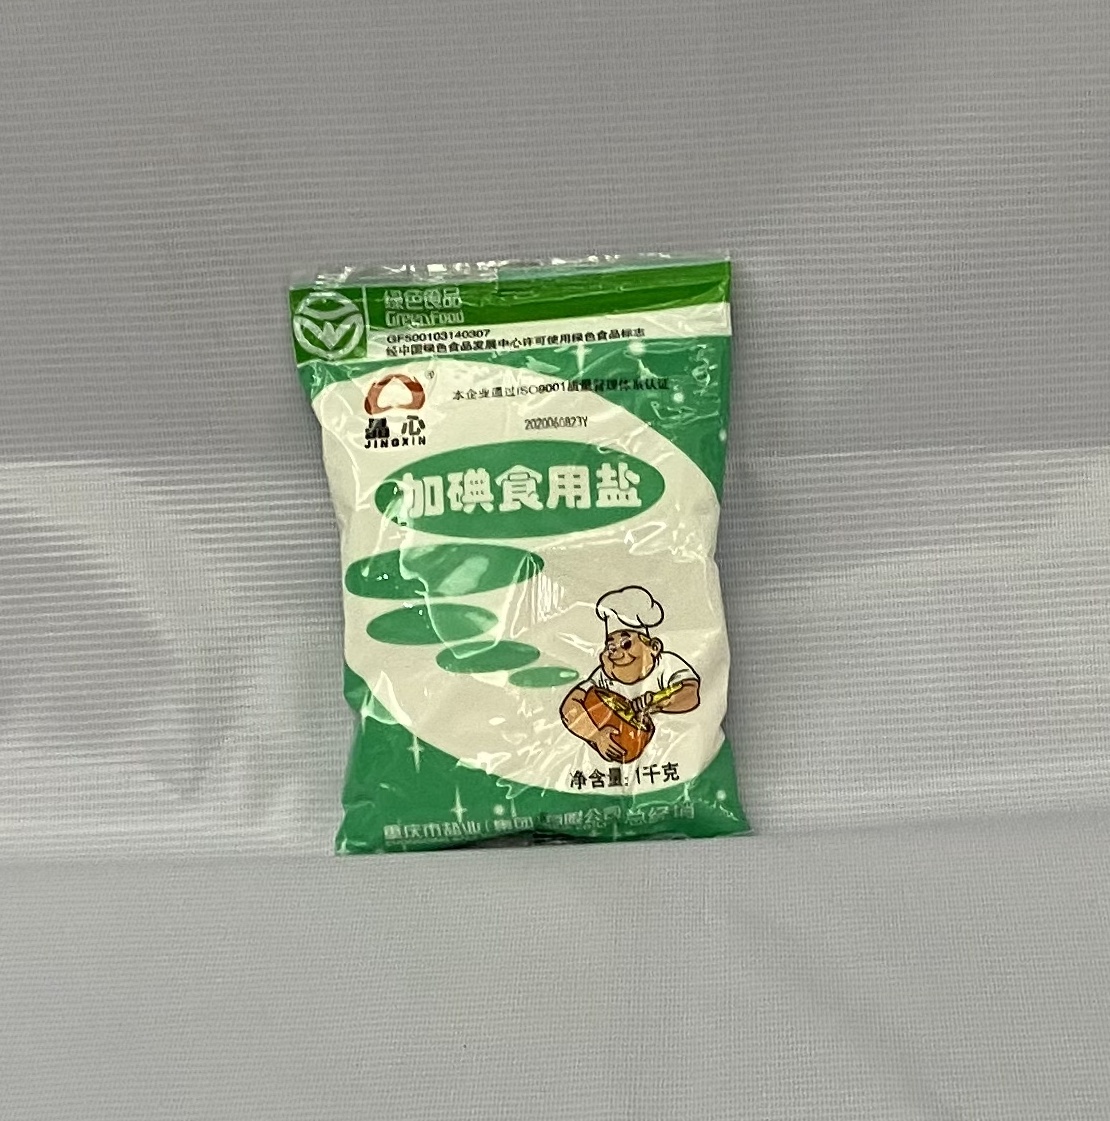 绿色食品
GreenFood
GF500103140307
经中国绿色食品发展中心许可使用绿色食品标志
®
本企业通过ISO9001质量管理体系认证
晶心
JINGXIN
2020060823Y
加碘食用盐
净含量:1千克
重庆市盐业(集团)有限公司总经销